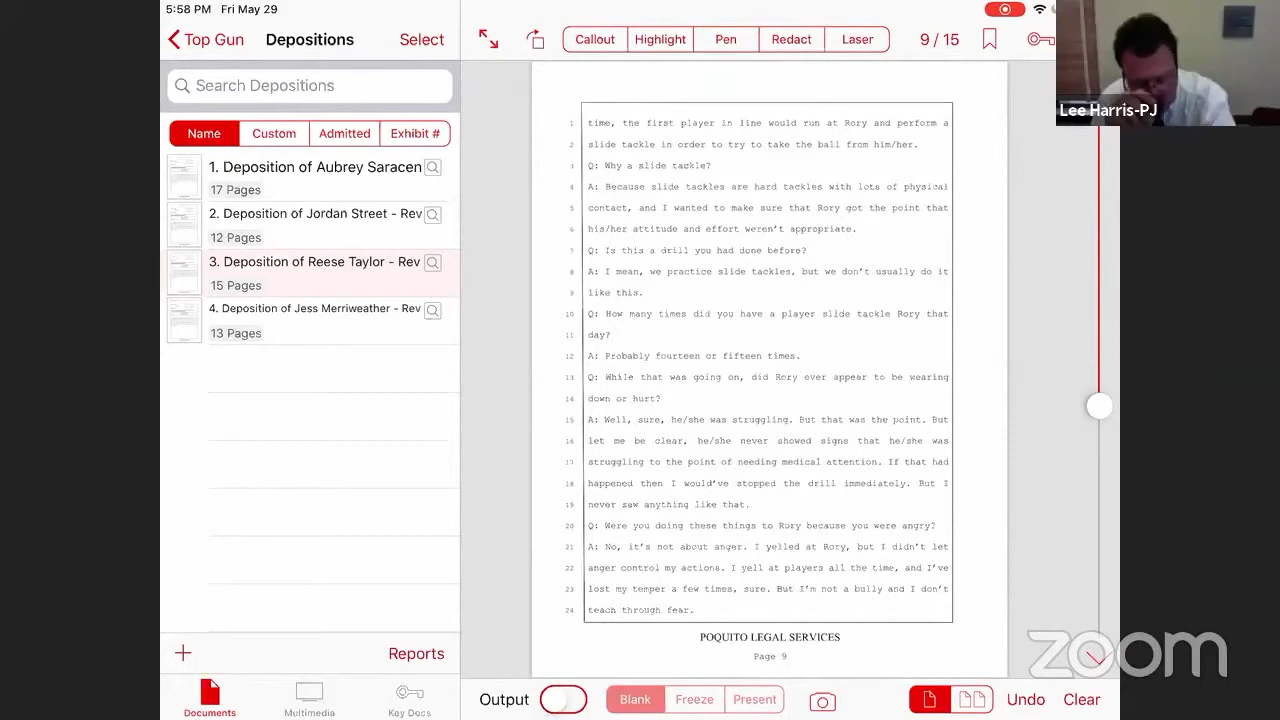 5:58 PM Fri May 29
Top Gun
Depositions
Select
Search Depositions
Name
Custom
Admitted
Exhibit #
1. Deposition of Aubrey Saracen
17 Pages
2. Deposition of Jordan Street - Rev
12 Pages
3. Deposition of Reese Taylor - Rev
15 Pages
4. Deposition of Jess Merriweather - Rev
13 Pages
Reports
Documents
Multimedia
Key Docs
Callout
Highlight
Pen
Redact
Laser
9 / 15
1 time, the first player in line would run at Rory and perform a
2 slide tackle in order to try to take the ball from him/her.
3 Q: Why a slide tackle?
4 A: Because slide tackles are hard tackles with lots of physical
5 contact, and I wanted to make sure that Rory got the point that
6 his/her attitude and effort weren't appropriate.
7 Q: Is this a drill you had done before?
8 A: I mean, we practice slide tackles, but we don't usually do it
9 like this.
10 Q: How many times did you have a player slide tackle Rory that
11 day?
12 A: Probably fourteen or fifteen times.
13 Q: While that was going on, did Rory ever appear to be wearing
14 down or hurt?
15 A: Well, sure, he/she was struggling. But that was the point. But
16 let me be clear, he/she never showed signs that he/she was
17 struggling to the point of needing medical attention. If that had
18 happened then I would've stopped the drill immediately. But I
19 never saw anything like that.
20 Q: Were you doing these things to Rory because you were angry?
21 A: No, it's not about anger. I yelled at Rory, but I didn't let
22 anger control my actions. I yell at players all the time, and I've
23 lost my temper a few times, sure. But I'm not a bully and I don't
24 teach through fear.
POQUITO LEGAL SERVICES
Page 9
Output
Blank
Freeze
Present
Undo
Clear
Lee Harris-PJ
zoom